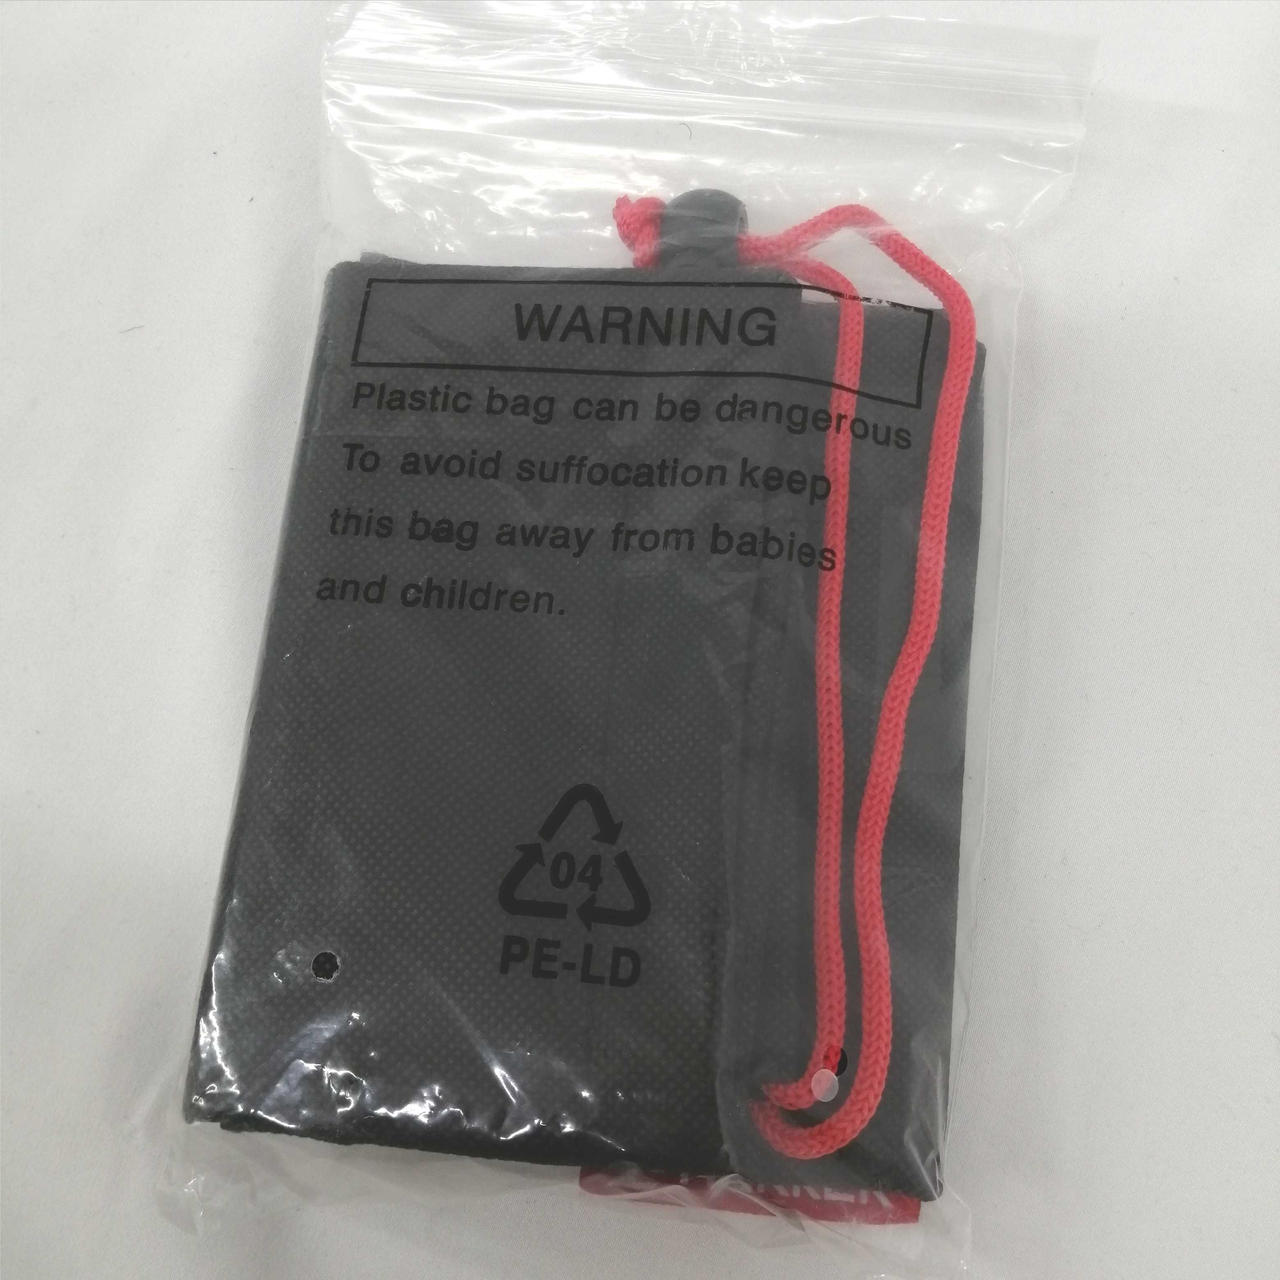 WARNING
Plastic bag can be dangerous
To avoid suffocation keep
this bag away from babies
and children.
04
PE-LD